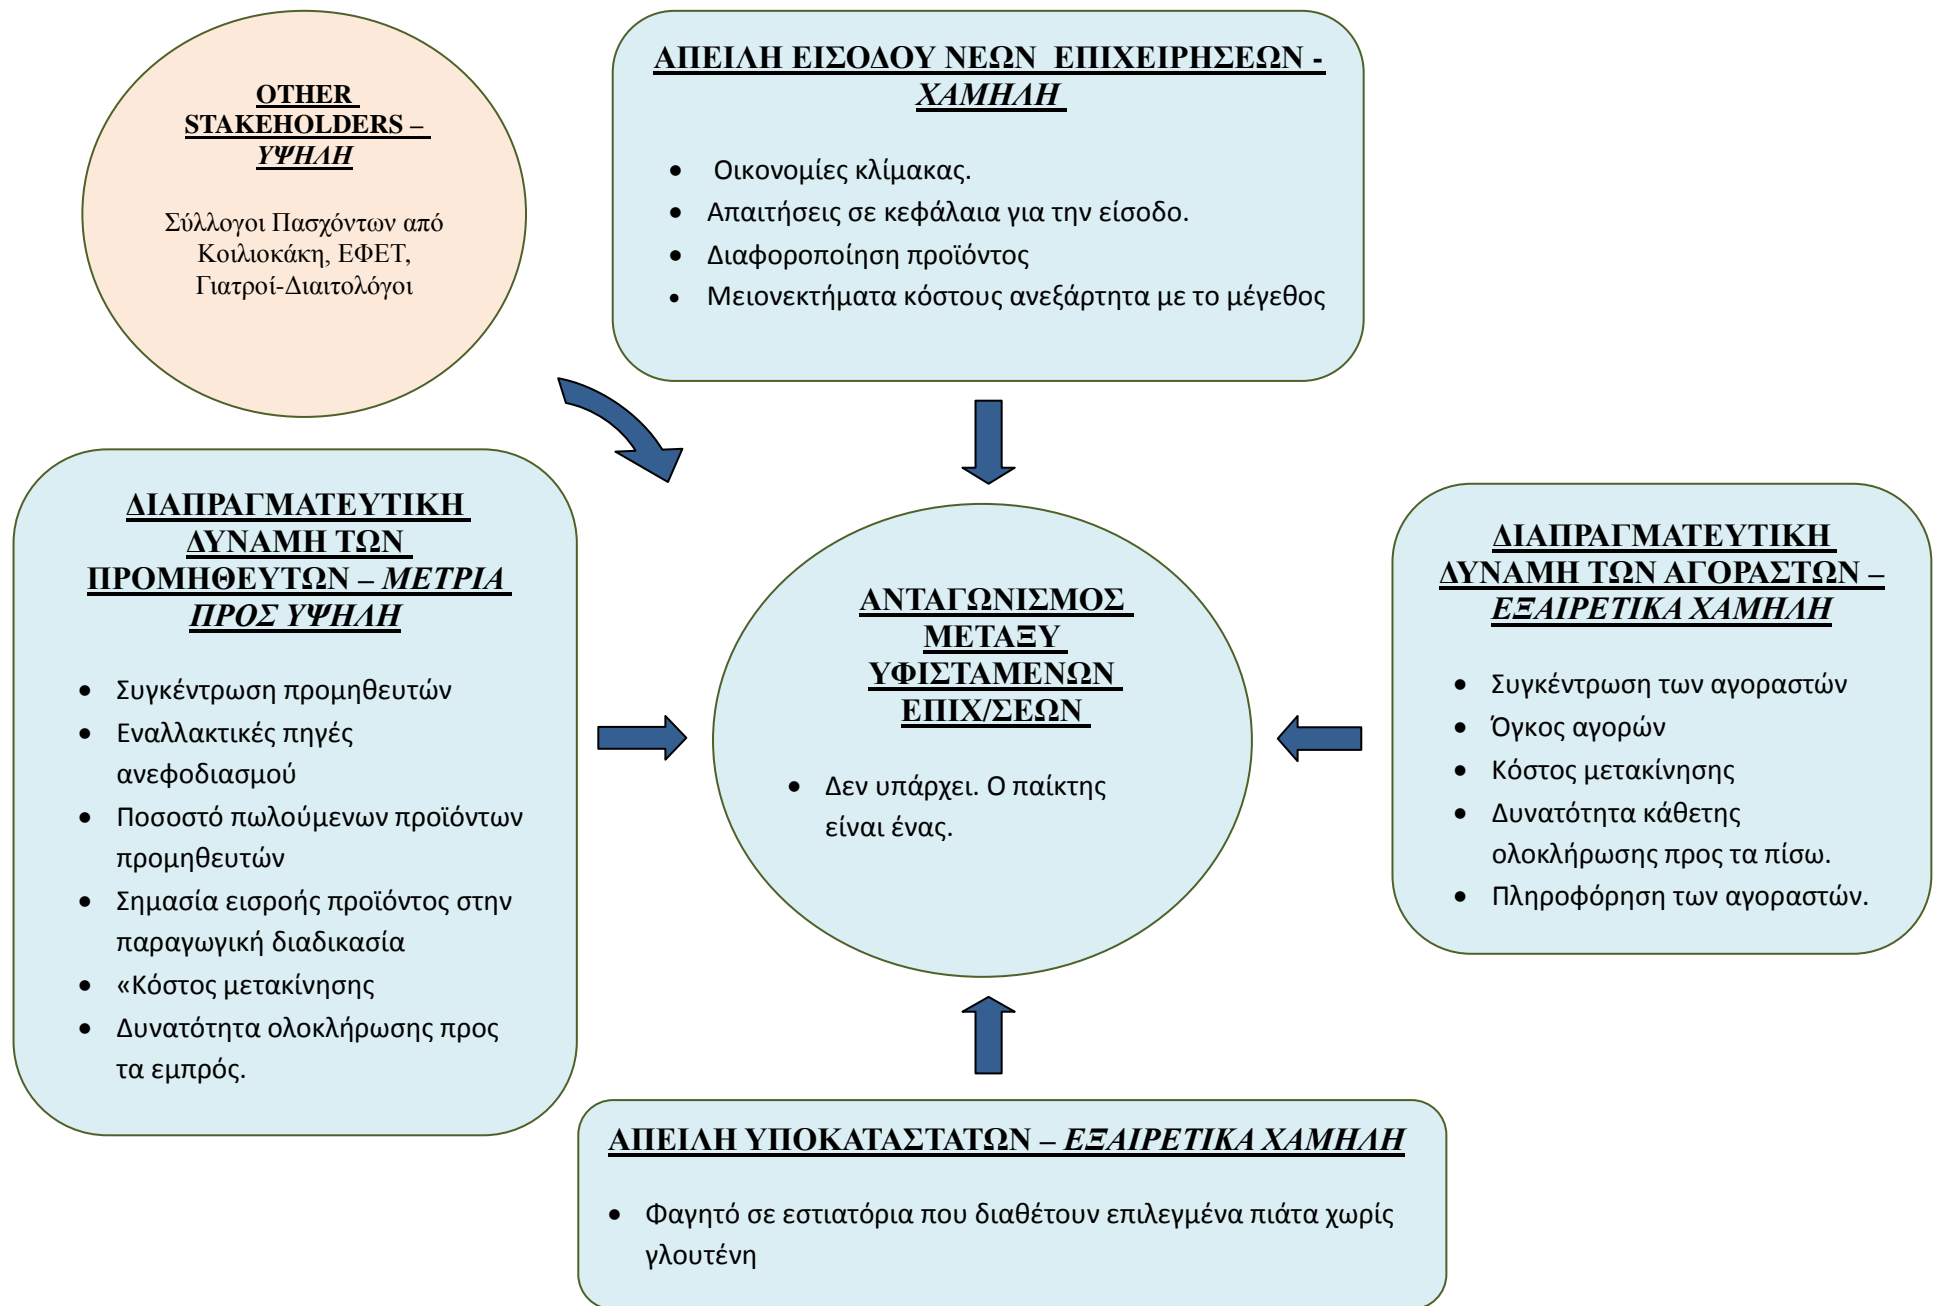 OTHER
STAKEHOLDERS –
ΥΨΗΛΗ
Σύλλογοι Πασχόντων από
Κοιλιοκάκη, ΕΦΕΤ,
Γιατροί-Διαιτολόγοι
ΑΠΕΙΛΗ ΕΙΣΟΔΟΥ ΝΕΩΝ ΕΠΙΧΕΙΡΗΣΕΩΝ -
ΧΑΜΗΛΗ
• Οικονομίες κλίμακας.
• Απαιτήσεις σε κεφάλαια για την είσοδο.
• Διαφοροποίηση προϊόντος
• Μειονεκτήματα κόστους ανεξάρτητα με το μέγεθος
ΔΙΑΠΡΑΓΜΑΤΕΥΤΙΚΗ
ΔΥΝΑΜΗ ΤΩΝ
ΠΡΟΜΗΘΕΥΤΩΝ – ΜΕΤΡΙΑ
ΠΡΟΣ ΥΨΗΛΗ
• Συγκέντρωση προμηθευτών
• Εναλλακτικές πηγές
ανεφοδιασμού
• Ποσοστό πωλούμενων προϊόντων
προμηθευτών
• Σημασία εισροής προϊόντος στην
παραγωγική διαδικασία
• «Κόστος μετακίνησης
• Δυνατότητα ολοκλήρωσης προς
τα εμπρός.
ΑΝΤΑΓΩΝΙΣΜΟΣ
ΜΕΤΑΞΥ
ΥΦΙΣΤΑΜΕΝΩΝ
ΕΠΙΧ/ΣΕΩΝ
• Δεν υπάρχει. Ο παίκτης
είναι ένας.
ΔΙΑΠΡΑΓΜΑΤΕΥΤΙΚΗ
ΔΥΝΑΜΗ ΤΩΝ ΑΓΟΡΑΣΤΩΝ –
ΕΞΑΙΡΕΤΙΚΑ ΧΑΜΗΛΗ
• Συγκέντρωση των αγοραστών
• Όγκος αγορών
• Κόστος μετακίνησης
• Δυνατότητα κάθετης
ολοκλήρωσης προς τα πίσω.
• Πληροφόρηση των αγοραστών.
ΑΠΕΙΛΗ ΥΠΟΚΑΤΑΣΤΑΤΩΝ – ΕΞΑΙΡΕΤΙΚΑ ΧΑΜΗΛΗ
• Φαγητό σε εστιατόρια που διαθέτουν επιλεγμένα πιάτα χωρίς
γλουτένη